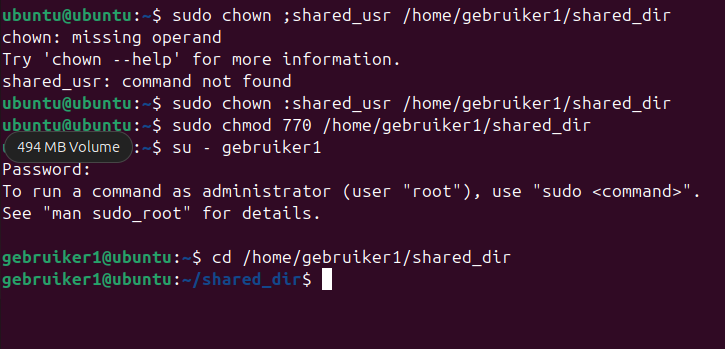 ubuntu@ubuntu:~$ sudo chown ;shared_usr /home/gebruiker1/shared_dir
chown: missing operand
Try 'chown --help' for more information.
shared_usr: command not found
ubuntu@ubuntu:~$ sudo chown :shared_usr /home/gebruiker1/shared_dir
ubuntu@ubuntu:~$ sudo chmod 770 /home/gebruiker1/shared_dir
494 MB Volume :~$ su - gebruiker1
Password:
To run a command as administrator (user "root"), use "sudo <command>".
See "man sudo_root" for details.
gebruiker1@ubuntu:~$ cd /home/gebruiker1/shared_dir
gebruiker1@ubuntu:~/shared_dir$